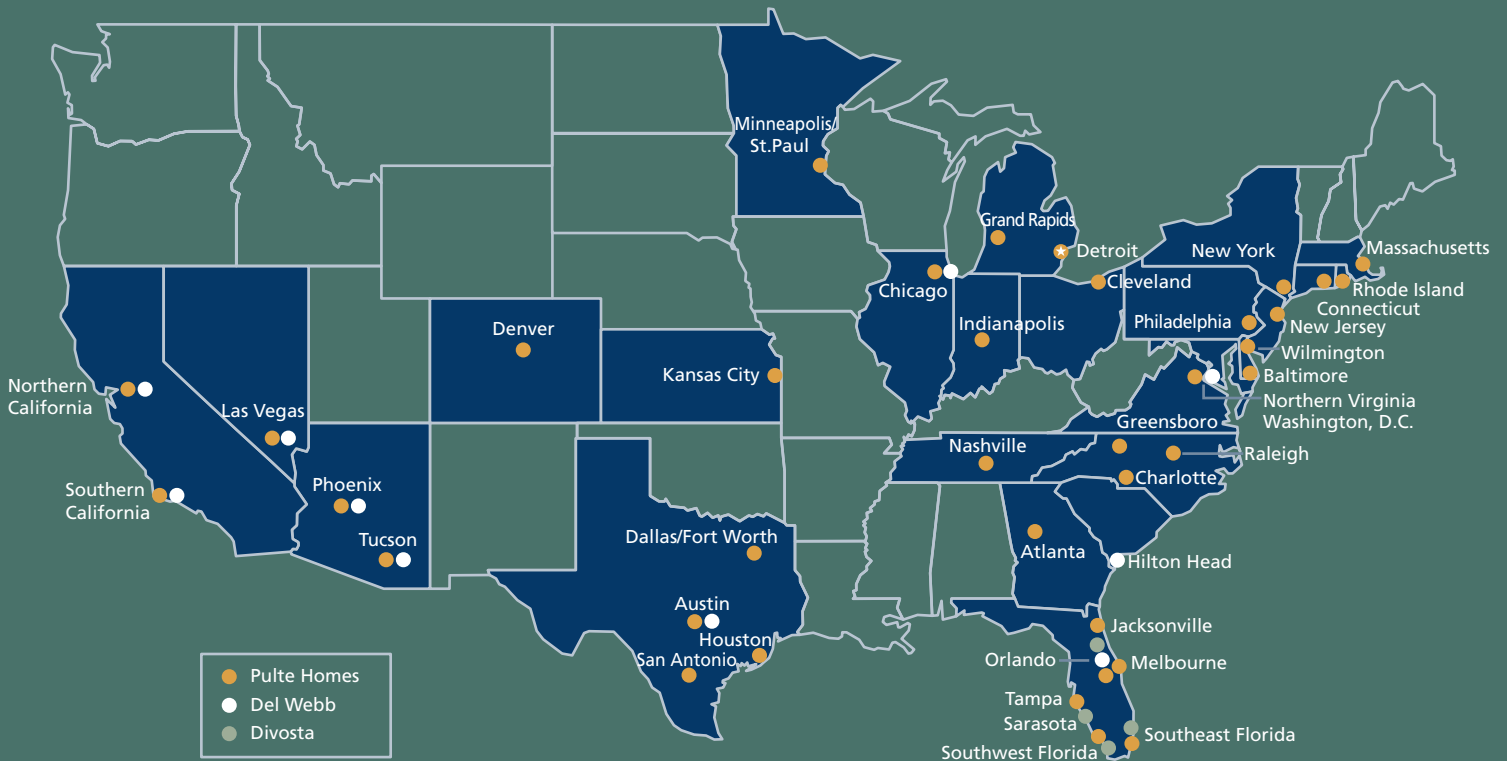 Minneapolis/
St.Paul
Grand Rapids
Detroit
New York
Massachusetts
Chicago
Cleveland
Rhode Island
Connecticut
Indianapolis
Philadelphia
New Jersey
Denver
Wilmington
Kansas City
Baltimore
Northern
California
Northern Virginia
Washington, D.C.
Las Vegas
Greensboro
Nashville
Raleigh
Charlotte
Southern
California
Phoenix
Tucson
Dallas/Fort Worth
Atlanta
Hilton Head
Austin
Houston
San Antonio
Jacksonville
Orlando
Melbourne
Tampa
Sarasota
Southeast Florida
Southwest Florida
Pulte Homes
Del Webb
Divosta